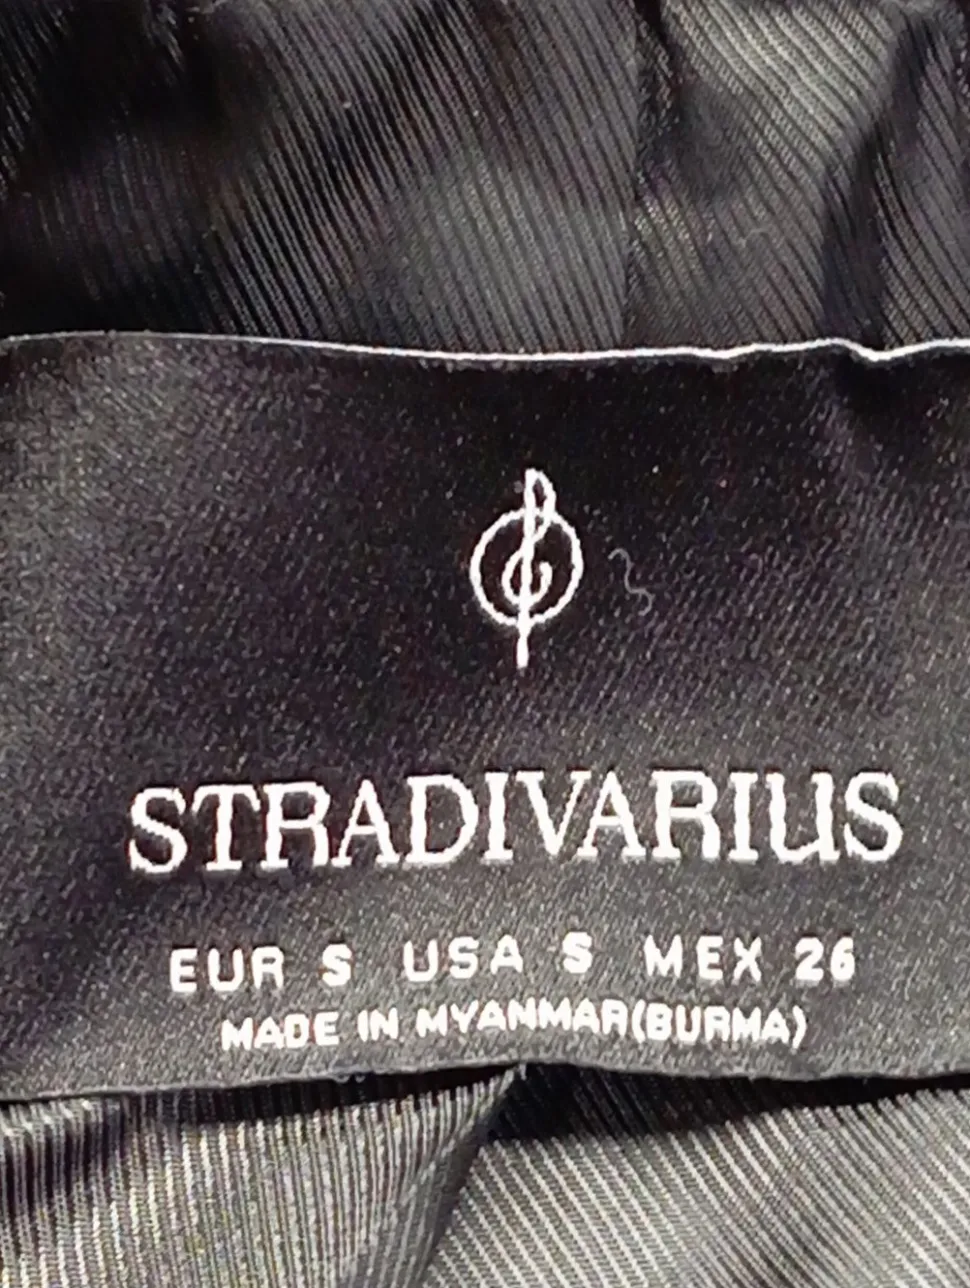 STRADIVARIUS
EUR S USA S MEX 26
MADE IN MYANMAR(BURMA)